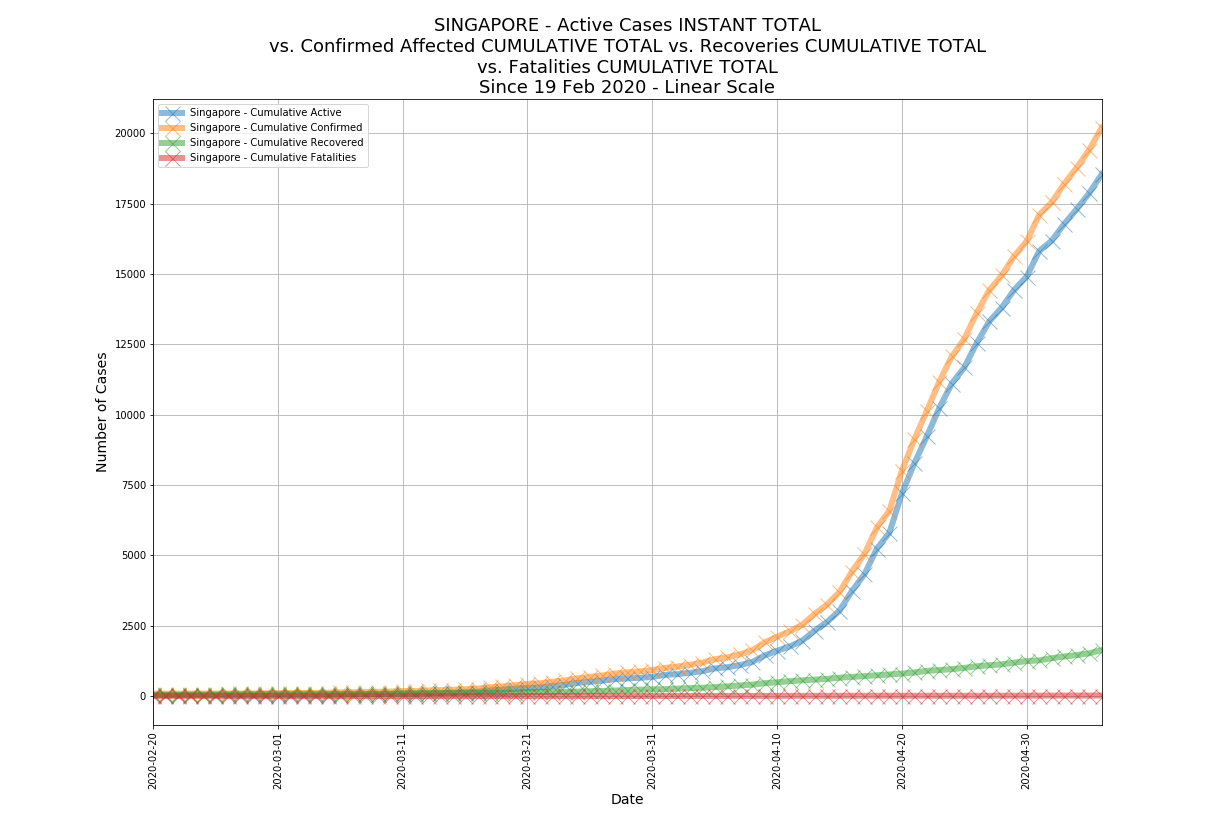 SINGAPORE - Active Cases INSTANT TOTAL
vs. Confirmed Affected CUMULATIVE TOTAL vs. Recoveries CUMULATIVE TOTAL
vs. Fatalities CUMULATIVE TOTAL
Since 19 Feb 2020 - Linear Scale
Singapore - Cumulative Active
Singapore - Cumulative Confirmed
Singapore - Cumulative Recovered
Singapore - Cumulative Fatalities
20000
17500
15000
12500
10000
7500
5000
2500
0
Number of Cases
2020-02-20
2020-03-01
2020-03-11
2020-03-21
2020-03-31
2020-04-10
2020-04-20
2020-04-30
Date